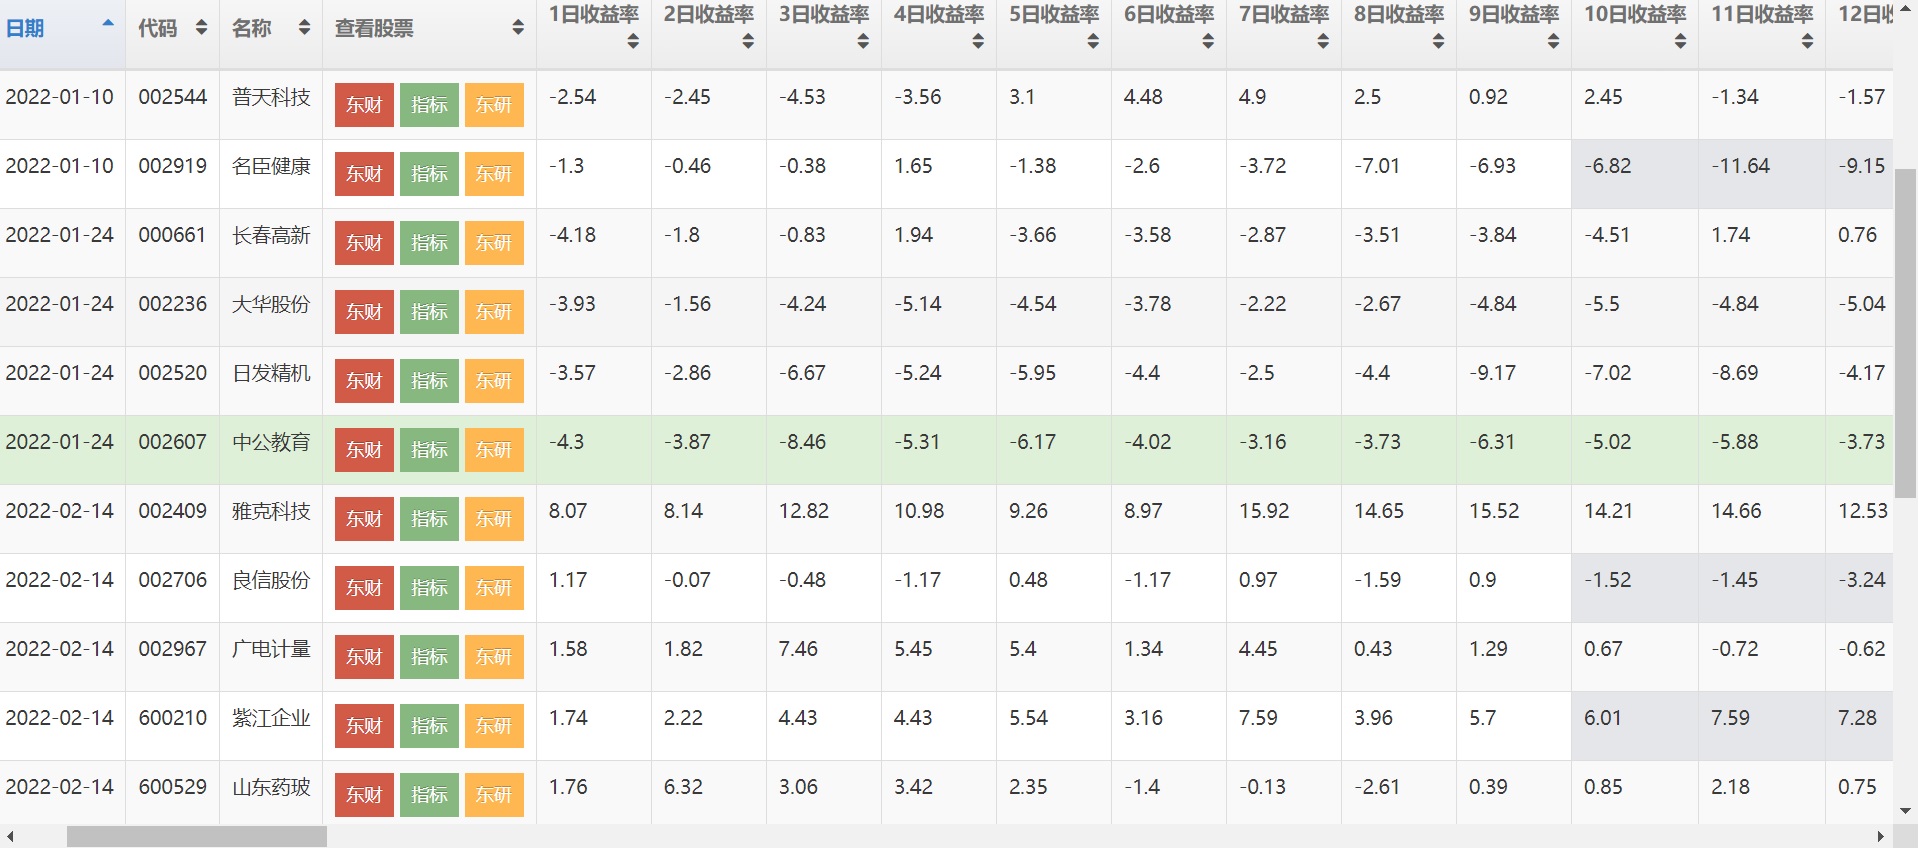 日期 代码 名称 查看股票 1日收益率 2日收益率 3日收益率 4日收益率 5日收益率 6日收益率 7日收益率 8日收益率 9日收益率 10日收益率 11日收益率 12日收
2022-01-10 002544 普天科技 东财 指标 东研 -2.54 -2.45 -4.53 -3.56 3.1 4.48 4.9 2.5 0.92 2.45 -1.34 -1.57
2022-01-10 002919 名臣健康 东财 指标 东研 -1.3 -0.46 -0.38 1.65 -1.38 -2.6 -3.72 -7.01 -6.93 -6.82 -11.64 -9.15
2022-01-24 000661 长春高新 东财 指标 东研 -4.18 -1.8 -0.83 1.94 -3.66 -3.58 -2.87 -3.51 -3.84 -4.51 1.74 0.76
2022-01-24 002236 大华股份 东财 指标 东研 -3.93 -1.56 -4.24 -5.14 -4.54 -3.78 -2.22 -2.67 -4.84 -5.5 -4.84 -5.04
2022-01-24 002520 日发精机 东财 指标 东研 -3.57 -2.86 -6.67 -5.24 -5.95 -4.4 -2.5 -4.4 -9.17 -7.02 -8.69 -4.17
2022-01-24 002607 中公教育 东财 指标 东研 -4.3 -3.87 -8.46 -5.31 -6.17 -4.02 -3.16 -3.73 -6.31 -5.02 -5.88 -3.73
2022-02-14 002409 雅克科技 东财 指标 东研 8.07 8.14 12.82 10.98 9.26 8.97 15.92 14.65 15.52 14.21 14.66 12.53
2022-02-14 002706 良信股份 东财 指标 东研 1.17 -0.07 -0.48 -1.17 0.48 -1.17 0.97 -1.59 0.9 -1.52 -1.45 -3.24
2022-02-14 002967 广电计量 东财 指标 东研 1.58 1.82 7.46 5.45 5.4 1.34 4.45 0.43 1.29 0.67 -0.72 -0.62
2022-02-14 600210 紫江企业 东财 指标 东研 1.74 2.22 4.43 4.43 5.54 3.16 7.59 3.96 5.7 6.01 7.59 7.28
2022-02-14 600529 山东药玻 东财 指标 东研 1.76 6.32 3.06 3.42 2.35 -1.4 -0.13 -2.61 0.39 0.85 2.18 0.75